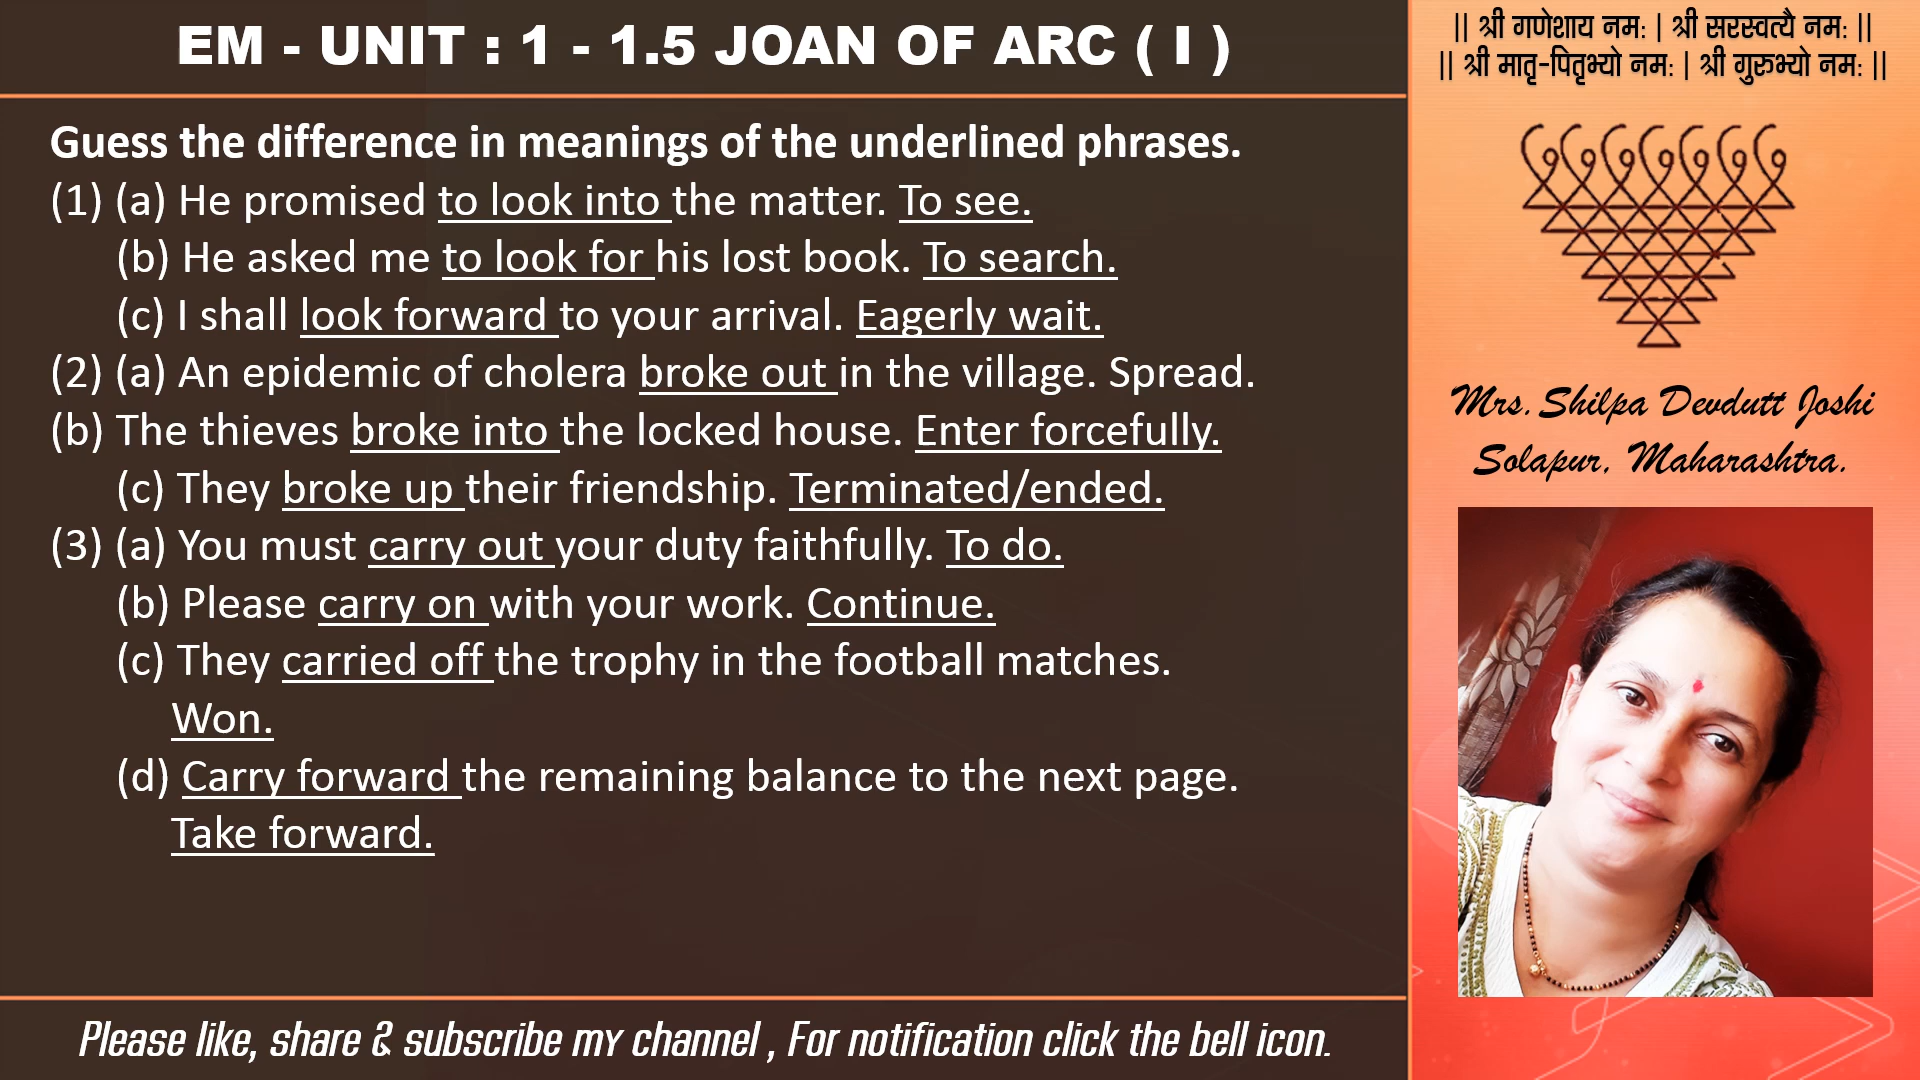 EM - UNIT : 1 - 1.5 JOAN OF ARC ( I )
Guess the difference in meanings of the underlined phrases.
(1) (a) He promised to look into the matter. To see.
(b) He asked me to look for his lost book. To search.
(c) I shall look forward to your arrival. Eagerly wait.
(2) (a) An epidemic of cholera broke out in the village. Spread.
(b) The thieves broke into the locked house. Enter forcefully.
(c) They broke up their friendship. Terminated/ended.
(3) (a) You must carry out your duty faithfully. To do.
(b) Please carry on with your work. Continue.
(c) They carried off the trophy in the football matches.
Won.
(d) Carry forward the remaining balance to the next page.
Take forward.
Please like, share & subscribe my channel , For notification click the bell icon.
|| श्री गणेशाय नमः | श्री सरस्वत्यै नमः ||
|| श्री मातृ-पितृभ्यो नमः | श्री गुरुभ्यो नमः ||
Mrs. Shilpa Devdutt Joshi
Solapur, Maharashtra.